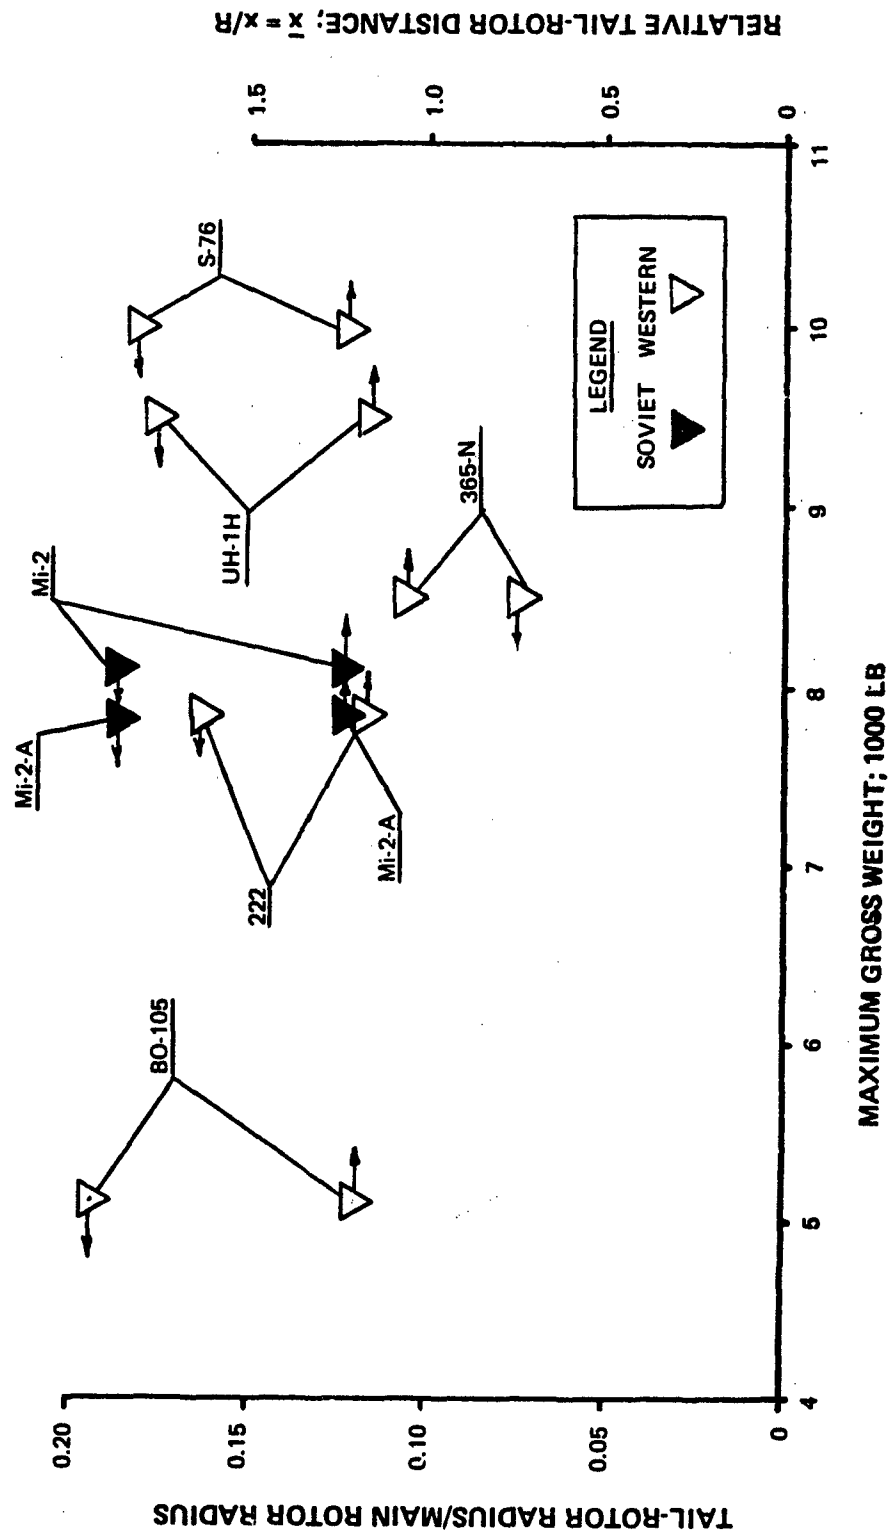 RELATIVE TAIL-ROTOR DISTANCE; x̄ = x/R
1.5
1.0
0.5
0
TAIL-ROTOR RADIUS/MAIN ROTOR RADIUS
0.20
0.15
0.10
0.05
0
Mi-2-A
Mi-2
S-76
BO-105
222
UH-1H
Mi-2-A
365-N
LEGEND
SOVIET WESTERN
4
5
6
7
8
9
10
11
MAXIMUM GROSS WEIGHT; 1000 LB